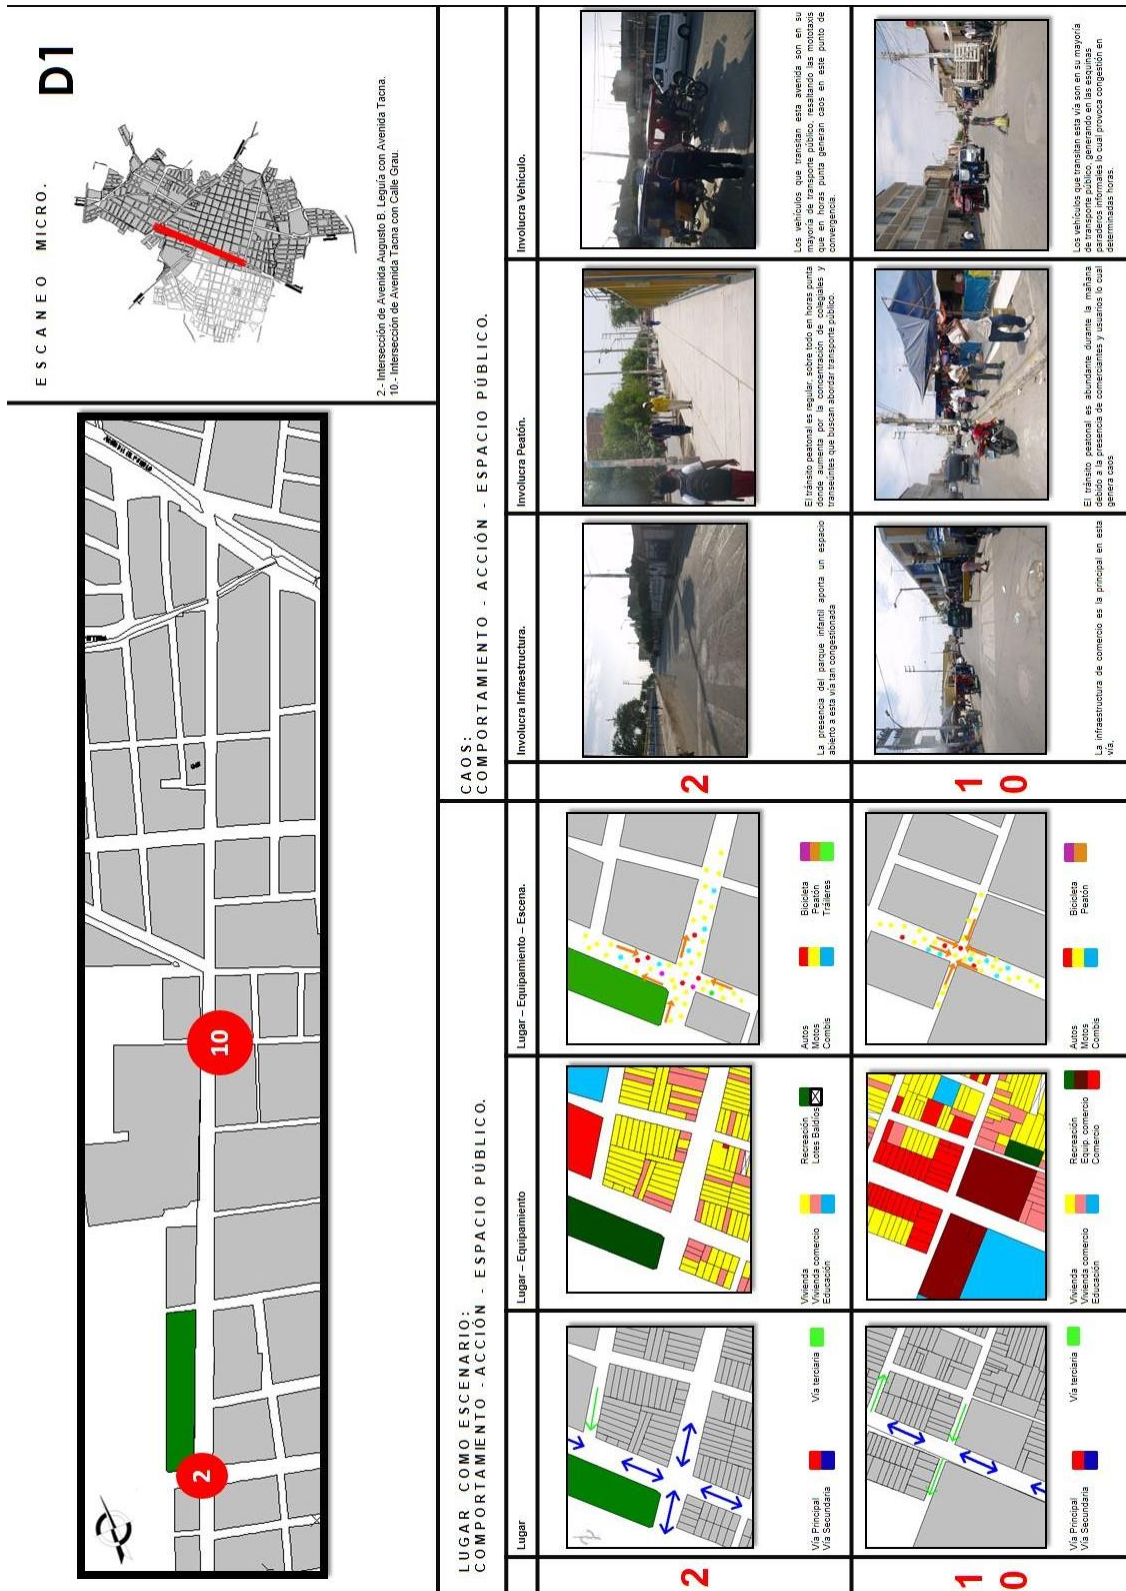 ESCANEO MICRO.
D1
2.- Intersección de Avenida Augusto B. Leguía con Avenida Tacna.
10.- Intersección de Avenida Tacna con Calle Grau.
2
10
LUGAR COMO ESCENARIO:
COMPORTAMIENTO - ACCIÓN - ESPACIO PÚBLICO.
CAOS:
COMPORTAMIENTO - ACCIÓN - ESPACIO PÚBLICO.
Lugar
Lugar – Equipamiento
Lugar – Equipamiento – Escena.
Involucra Infraestructura.
Involucra Peatón.
Involucra Vehículo.
2
Vía Principal
Vía Secundaria
Vía terciaria
Vivienda
Vivienda comercio
Educación
Recreación
Lotes Baldíos
Autos
Motos
Combis
Bicicleta
Peatón
Tráileres
2
La presencia del parque infantil aporta un espacio
abierto a esta vía tan congestionada
El tránsito peatonal es regular, sobre todo en horas punta
donde aumenta por la concentración de colegiales y
transeúntes que buscan abordar transporte público.
Los vehículos que transitan esta avenida son en su
mayoría de transporte público, resaltando las mototaxis
que en horas punta generan caos en este punto de
convergencia.
10
Vía Principal
Vía Secundaria
Vía terciaria
Vivienda
Vivienda comercio
Educación
Recreación
Equip. comercio
Comercio
Autos
Motos
Combis
Bicicleta
Peatón
10
La infraestructura de comercio es la principal en esta
vía.
El tránsito peatonal es abundante durante la mañana
debido a la presencia de comerciantes y usuarios lo cual
genera caos
Los vehículos que transitan esta vía son en su mayoría
de transporte público, generando en las esquinas
paraderos informales lo cual provoca congestión en
determinadas horas.